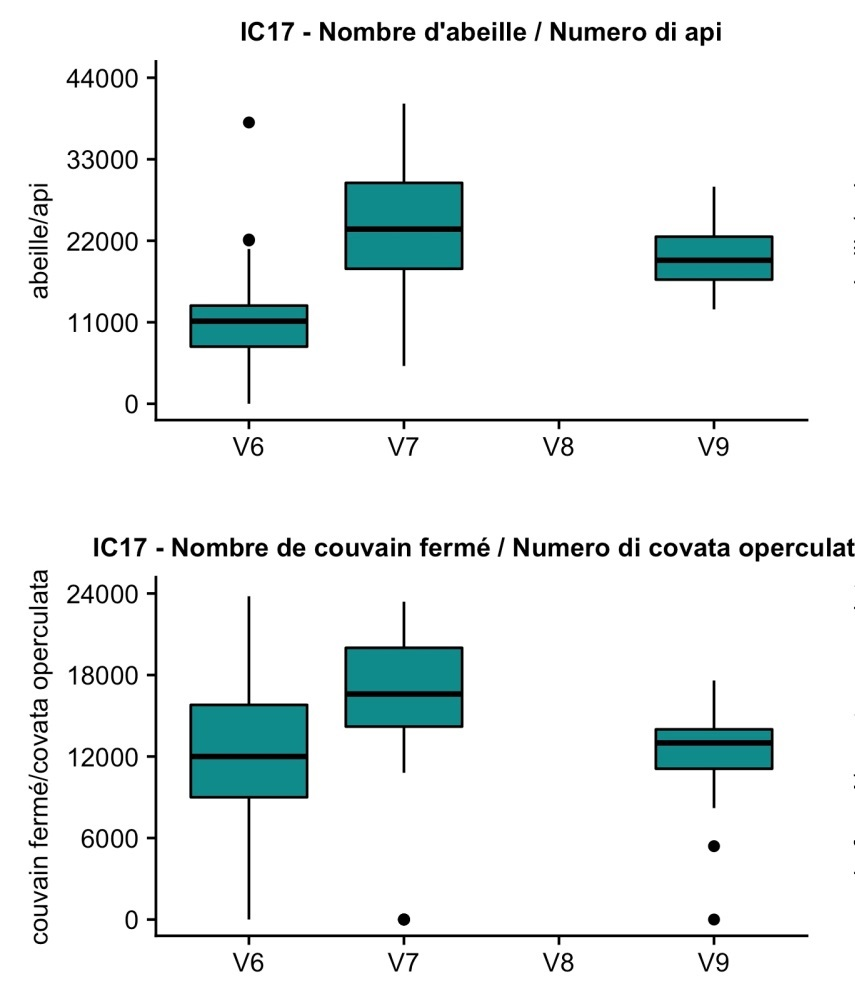 IC17 - Nombre d'abeille / Numero di api
abeille/api
44000
33000
22000
11000
0
V6 V7 V8 V9
IC17 - Nombre de couvain fermé / Numero di covata operculat
couvain fermé/covata operculata
24000
18000
12000
6000
0
V6 V7 V8 V9